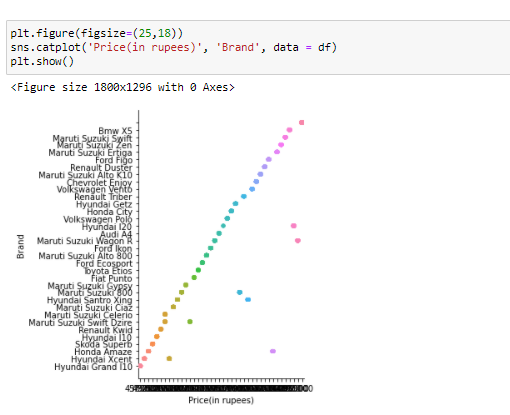 plt.figure(figsize=(25,18))
sns.catplot('Price(in rupees)', 'Brand', data = df)
plt.show()
<Figure size 1800x1296 with 0 Axes>
Bmw X5
Maruti Suzuki Swift
Maruti Suzuki Zen
Maruti Suzuki Ertiga
Ford Figo
Renault Duster
Maruti Suzuki Alto K10
Chevrolet Enjoy
Volkswagen Vento
Renault Triber
Hyundai Getz
Honda City
Volkswagen Polo
Hyundai I20
Audi A4
Maruti Suzuki Wagon R
Ford Ikon
Maruti Suzuki Alto 800
Ford Ecosport
Toyota Etios
Fiat Punto
Maruti Suzuki Gypsy
Maruti Suzuki 800
Hyundai Santro Xing
Maruti Suzuki Ciaz
Maruti Suzuki Celerio
Maruti Suzuki Swift Dzire
Renault Kwid
Hyundai I10
Skoda Superb
Honda Amaze
Hyundai Xcent
Hyundai Grand I10
Brand
Price(in rupees)